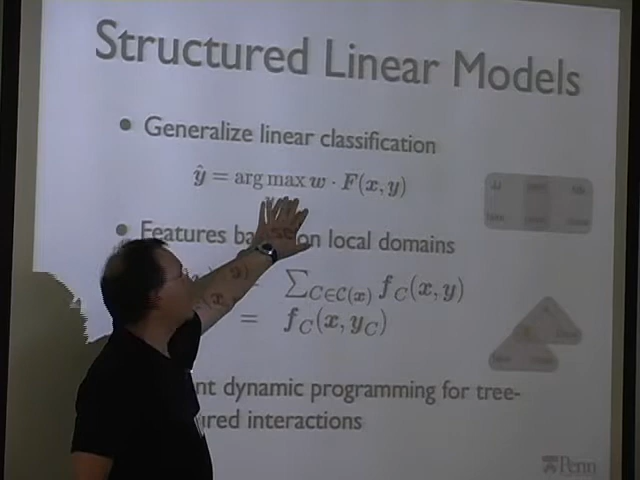 Structured Linear Models
• Generalize linear classification
ŷ = arg max w · F(x, y)
• Features based on local domains
= ∑C∈C(x) fC(x, y)
= fC(x, yC)
dynamic programming for tree-
interactions
Penn